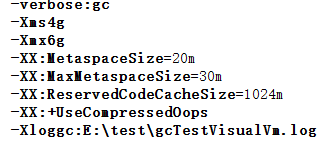 -verbose:gc
-Xms4g
-Xmx6g
-XX:MetaspaceSize=20m
-XX:MaxMetaspaceSize=30m
-XX:ReservedCodeCacheSize=1024m
-XX:+UseCompressedOops
-Xloggc:E:\test\gcTestVisualVm.log